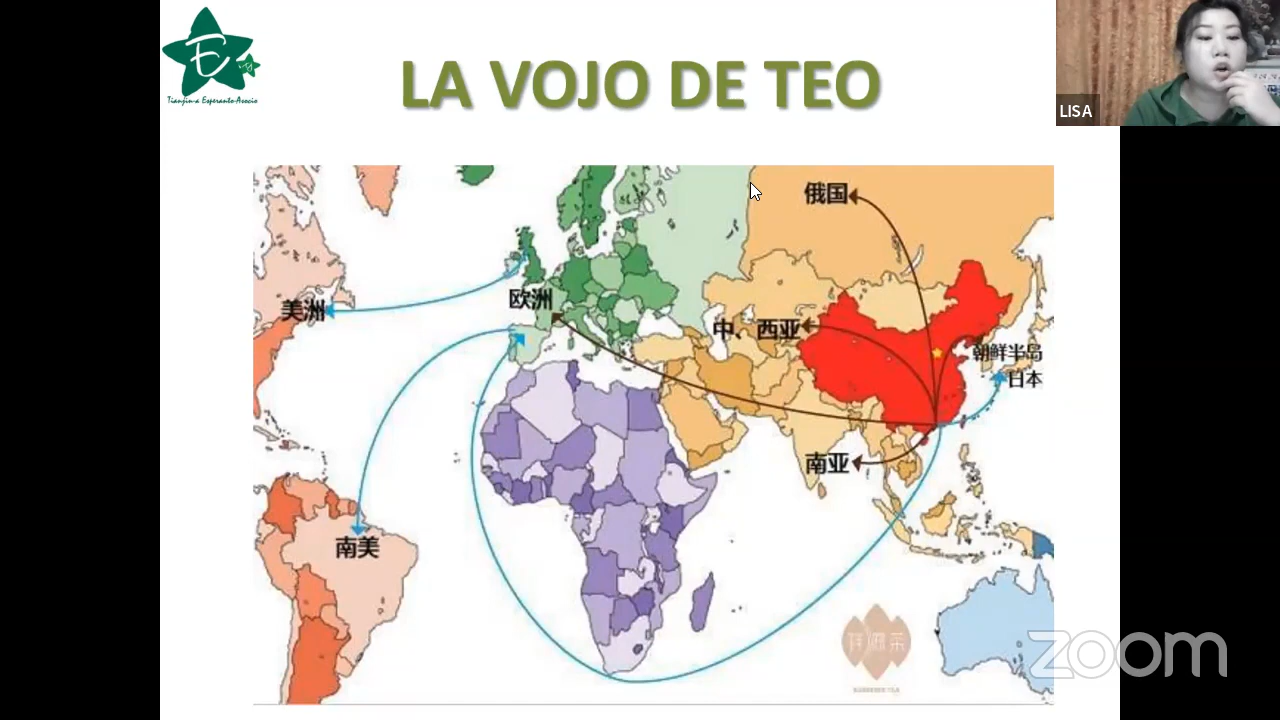 LA VOJO DE TEO
E
Tianjin-a Esperanto-Asocio
LISA
俄国
美洲
欧洲
中、西亚
朝鲜半岛
日本
南亚
南美
zoom